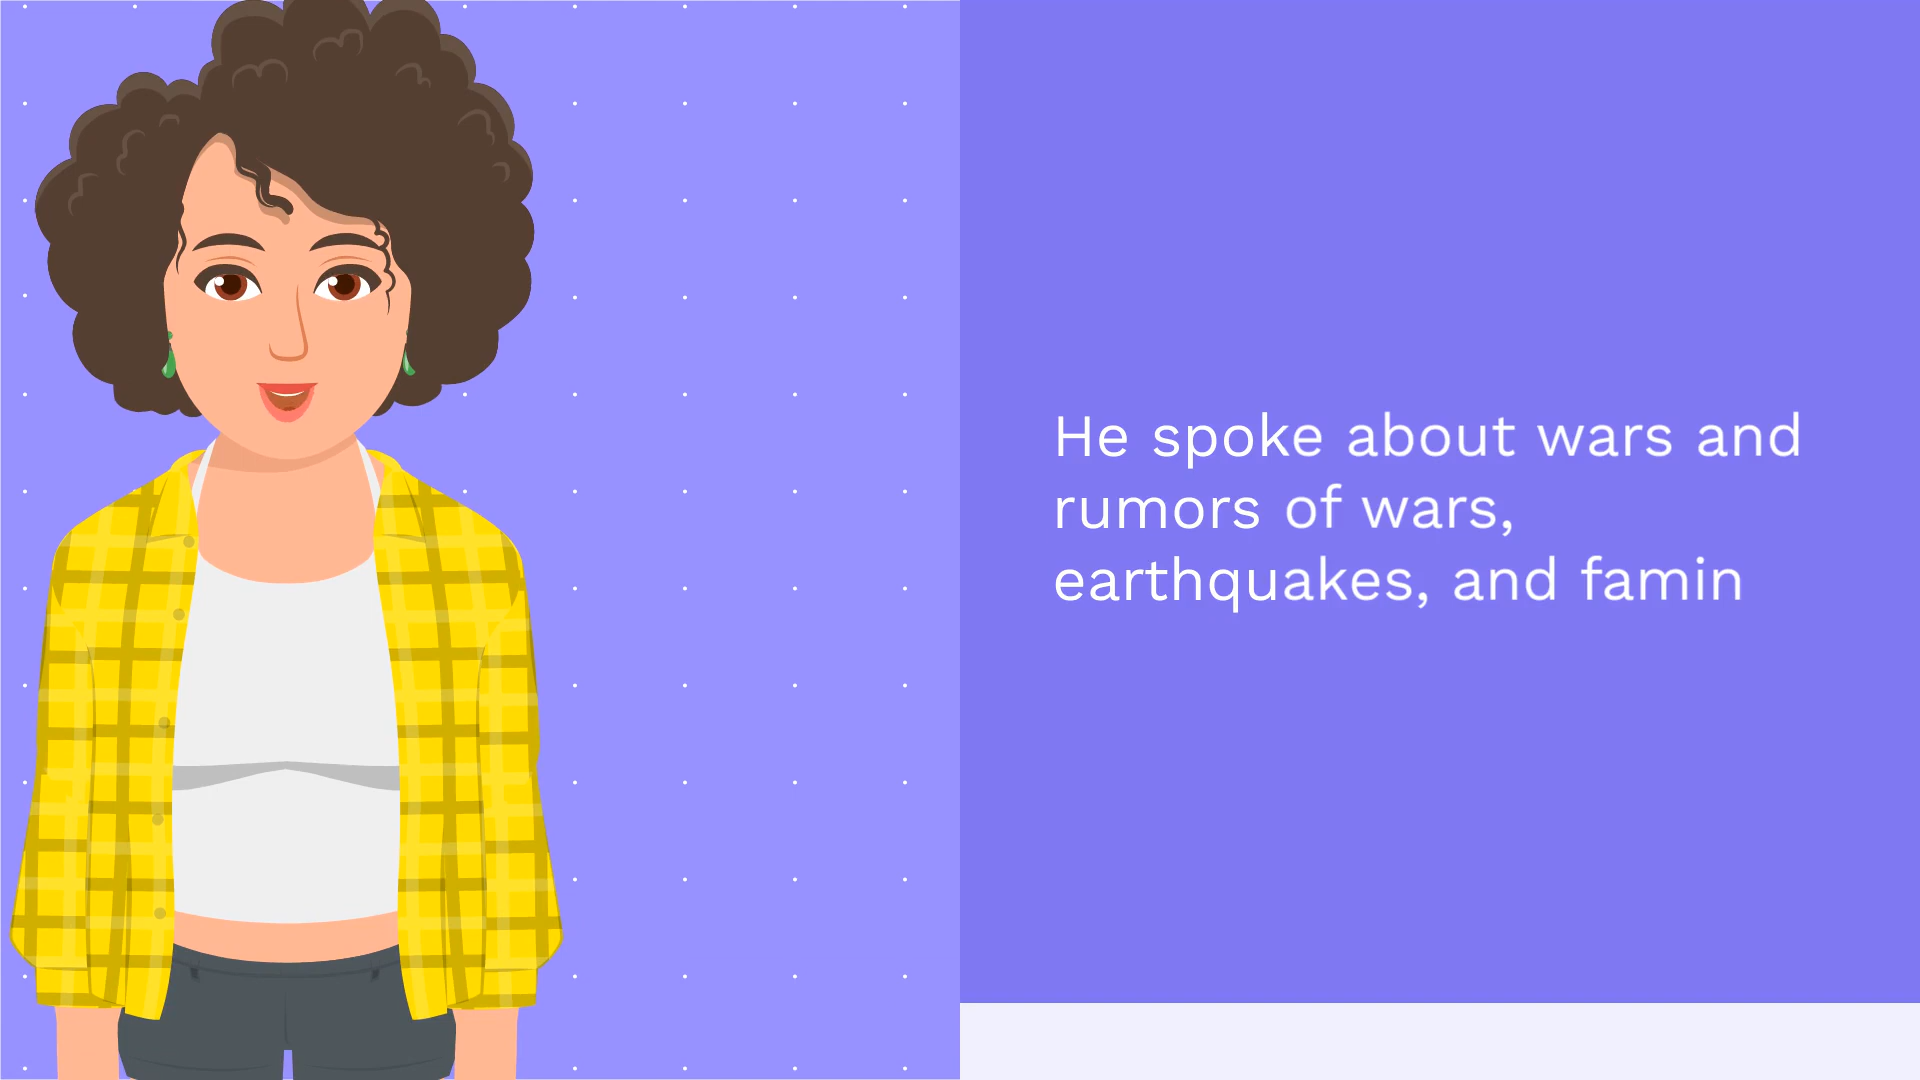 He spoke about wars and
rumors of wars,
earthquakes, and famin